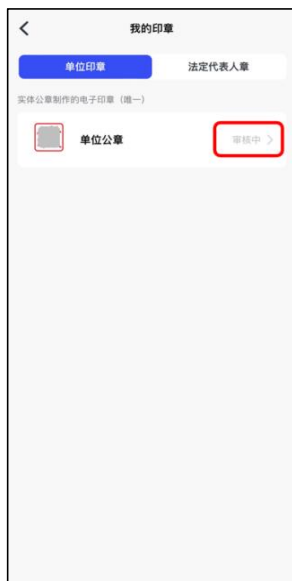 我的印章
单位印章
法定代表人章
实体公章制作的电子印章（唯一）
单位公章
审核中